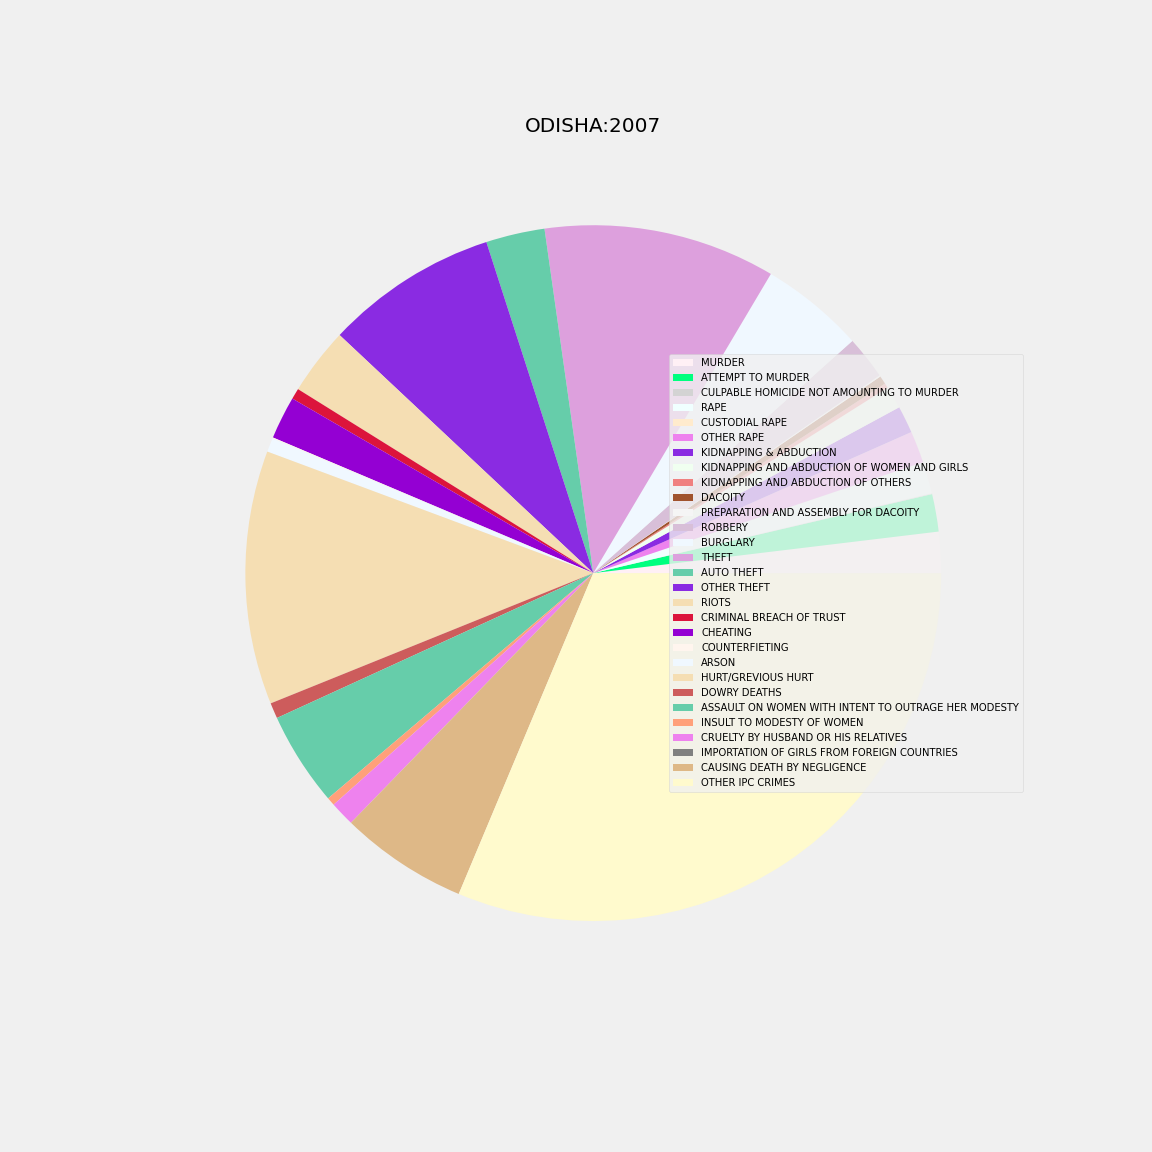 ODISHA:2007
MURDER
ATTEMPT TO MURDER
CULPABLE HOMICIDE NOT AMOUNTING TO MURDER
RAPE
CUSTODIAL RAPE
OTHER RAPE
KIDNAPPING & ABDUCTION
KIDNAPPING AND ABDUCTION OF WOMEN AND GIRLS
KIDNAPPING AND ABDUCTION OF OTHERS
DACOITY
PREPARATION AND ASSEMBLY FOR DACOITY
ROBBERY
BURGLARY
THEFT
AUTO THEFT
OTHER THEFT
RIOTS
CRIMINAL BREACH OF TRUST
CHEATING
COUNTERFIETING
ARSON
HURT/GREVIOUS HURT
DOWRY DEATHS
ASSAULT ON WOMEN WITH INTENT TO OUTRAGE HER MODESTY
INSULT TO MODESTY OF WOMEN
CRUELTY BY HUSBAND OR HIS RELATIVES
IMPORTATION OF GIRLS FROM FOREIGN COUNTRIES
CAUSING DEATH BY NEGLIGENCE
OTHER IPC CRIMES